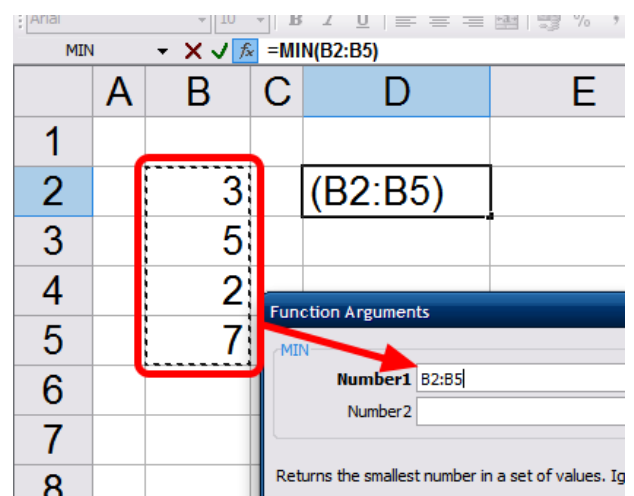 Arial 10 B I U %
MIN =MIN(B2:B5)
A B C D E
1
2 3 (B2:B5)
3 5
4 2
5 7
6
7
8
Function Arguments
MIN
Number1 B2:B5
Number2
Returns the smallest number in a set of values. Ig